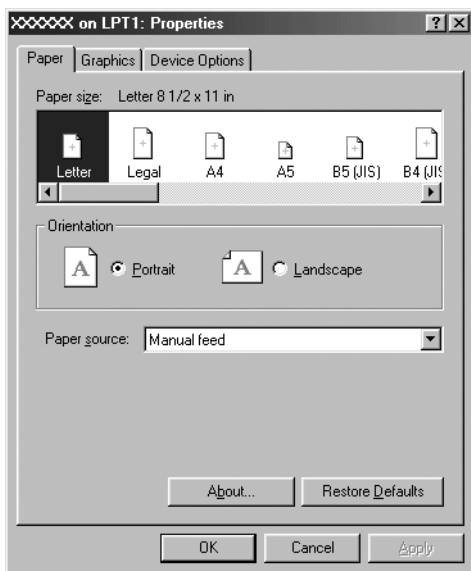 XXXXXX on LPT1: Properties
Paper Graphics Device Options
Paper size: Letter 8 1/2 x 11 in
Letter Legal A4 A5 B5 (JIS) B4 (JIS
Orientation
A Portrait A Landscape
Paper source: Manual feed
About... Restore Defaults
OK Cancel Apply